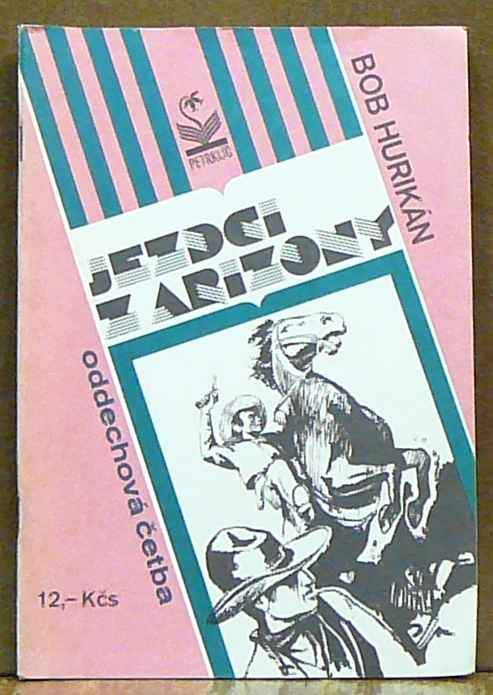 BOB HURIKÁN
PETRKLÍČ
JEZDCI
Z ARIZONY
oddechová četba
12,- Kčs